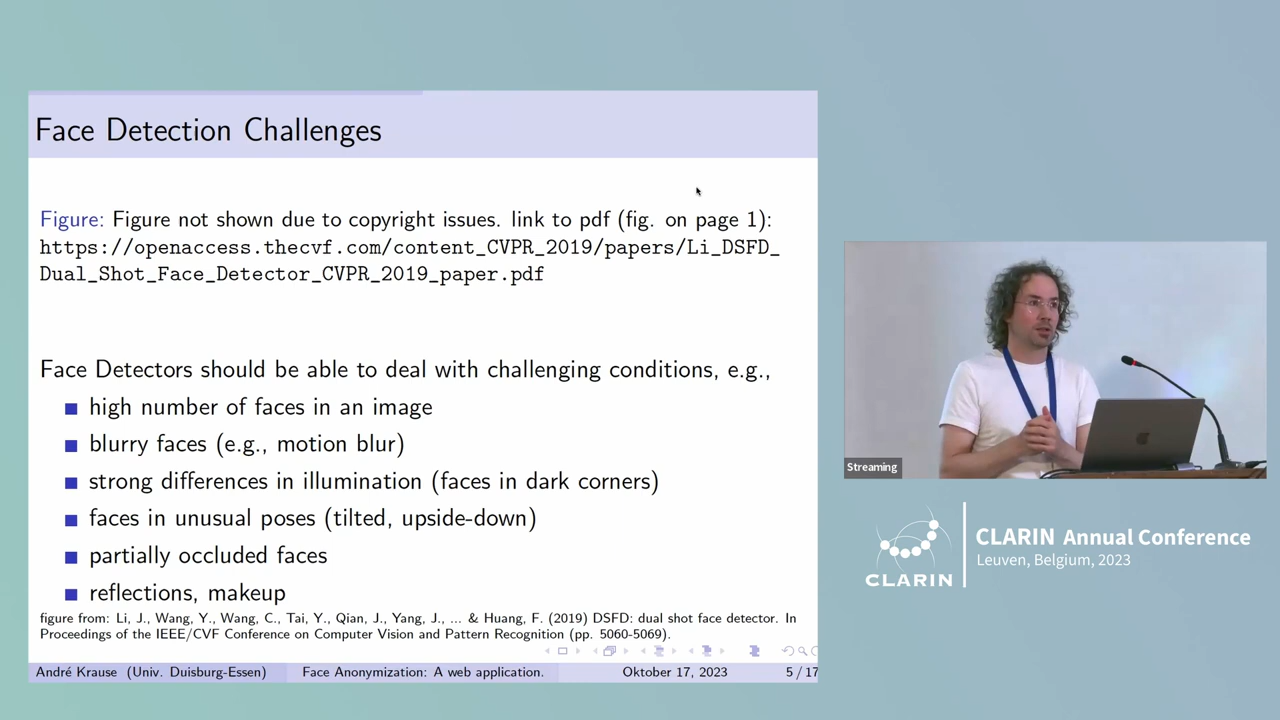 Face Detection Challenges
Figure: Figure not shown due to copyright issues. link to pdf (fig. on page 1):
https://openaccess.thecvf.com/content_CVPR_2019/papers/Li_DSFD_
Dual_Shot_Face_Detector_CVPR_2019_paper.pdf
Face Detectors should be able to deal with challenging conditions, e.g.,
high number of faces in an image
blurry faces (e.g., motion blur)
strong differences in illumination (faces in dark corners)
faces in unusual poses (tilted, upside-down)
partially occluded faces
reflections, makeup
figure from: Li, J., Wang, Y., Wang, C., Tai, Y., Qian, J., Yang, J., ... & Huang, F. (2019) DSFD: dual shot face detector. In
Proceedings of the IEEE/CVF Conference on Computer Vision and Pattern Recognition (pp. 5060-5069).
André Krause (Univ. Duisburg-Essen)
Face Anonymization: A web application.
Oktober 17, 2023
5 / 17
Streaming
CLARIN
CLARIN Annual Conference
Leuven, Belgium, 2023